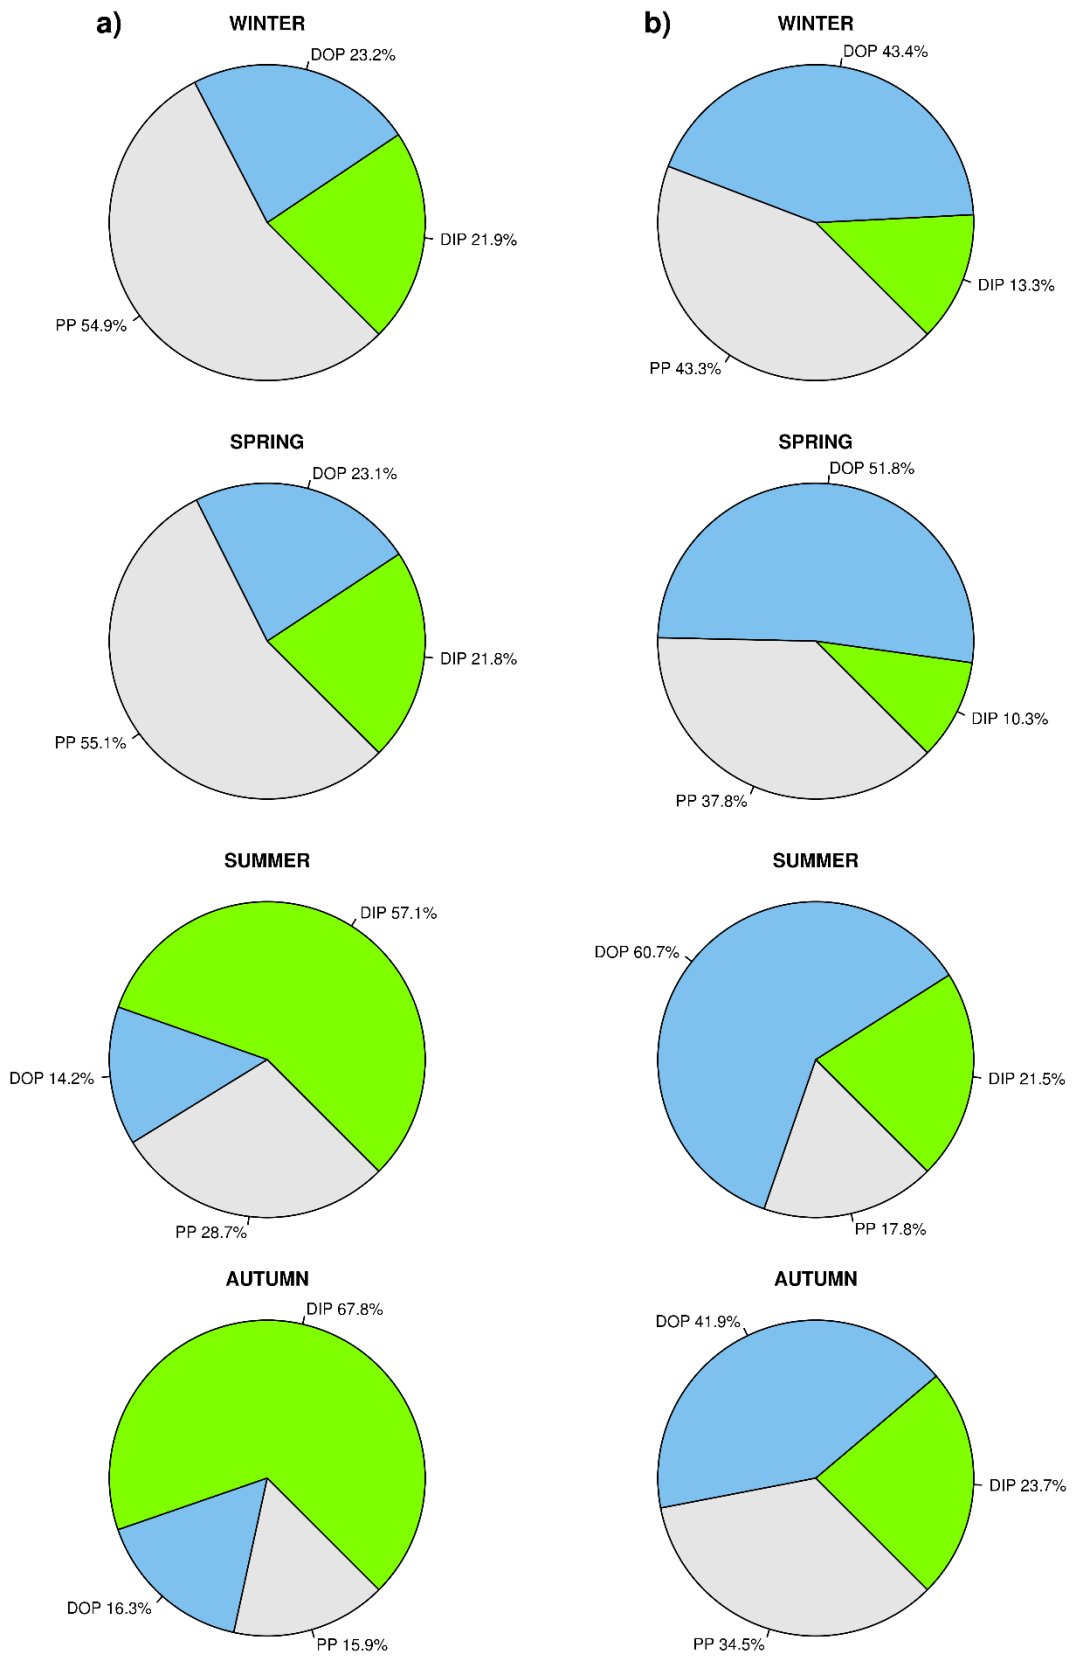 a)
WINTER
DOP 23.2%
DIP 21.9%
PP 54.9%
SPRING
DOP 23.1%
DIP 21.8%
PP 55.1%
SUMMER
DIP 57.1%
DOP 14.2%
PP 28.7%
AUTUMN
DIP 67.8%
DOP 16.3%
PP 15.9%
b)
WINTER
DOP 43.4%
DIP 13.3%
PP 43.3%
SPRING
DOP 51.8%
DIP 10.3%
PP 37.8%
SUMMER
DOP 60.7%
DIP 21.5%
PP 17.8%
AUTUMN
DOP 41.9%
DIP 23.7%
PP 34.5%